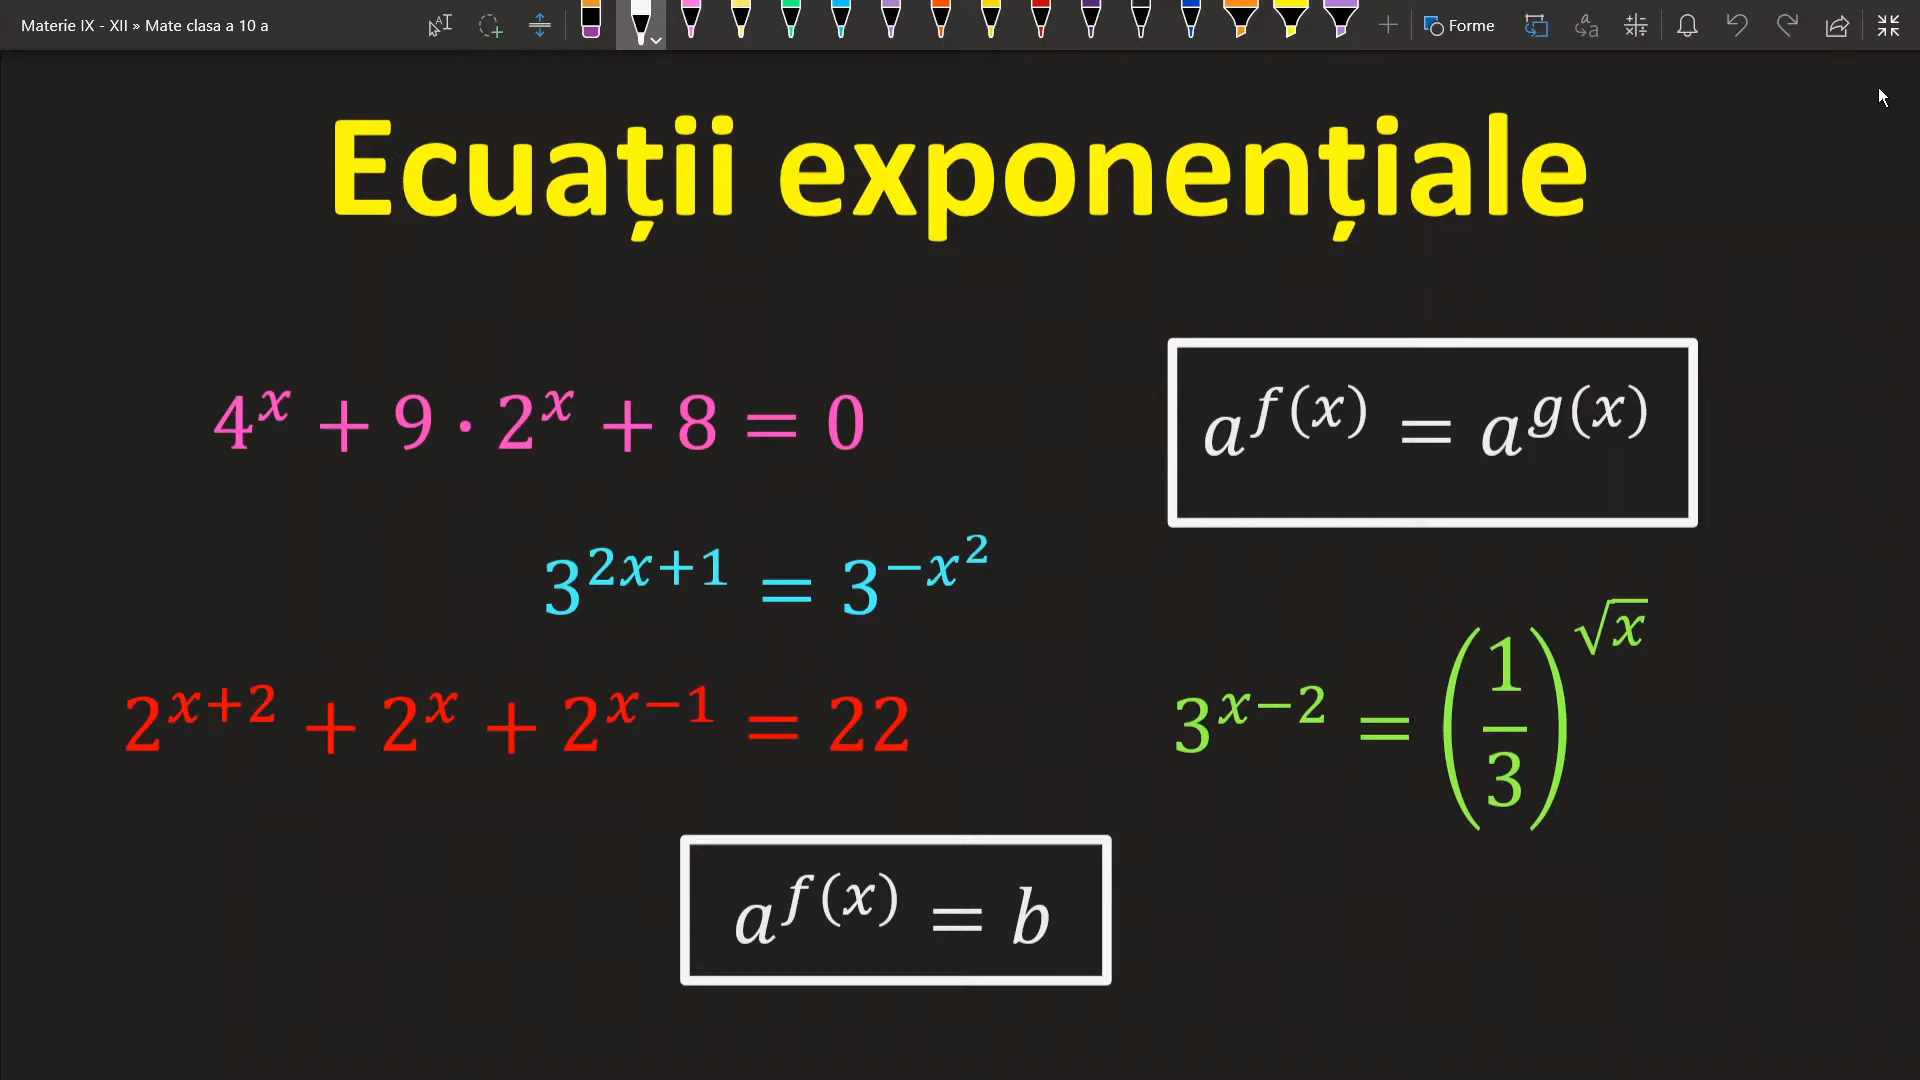 Materie IX - XII » Mate clasa a 10 a
Forme
Ecuații exponențiale
4^x + 9 · 2^x + 8 = 0
a^{f(x)} = a^{g(x)}
3^{2x+1} = 3^{-x^2}
2^{x+2} + 2^x + 2^{x-1} = 22
3^{x-2} = (1/3)^{√x}
a^{f(x)} = b